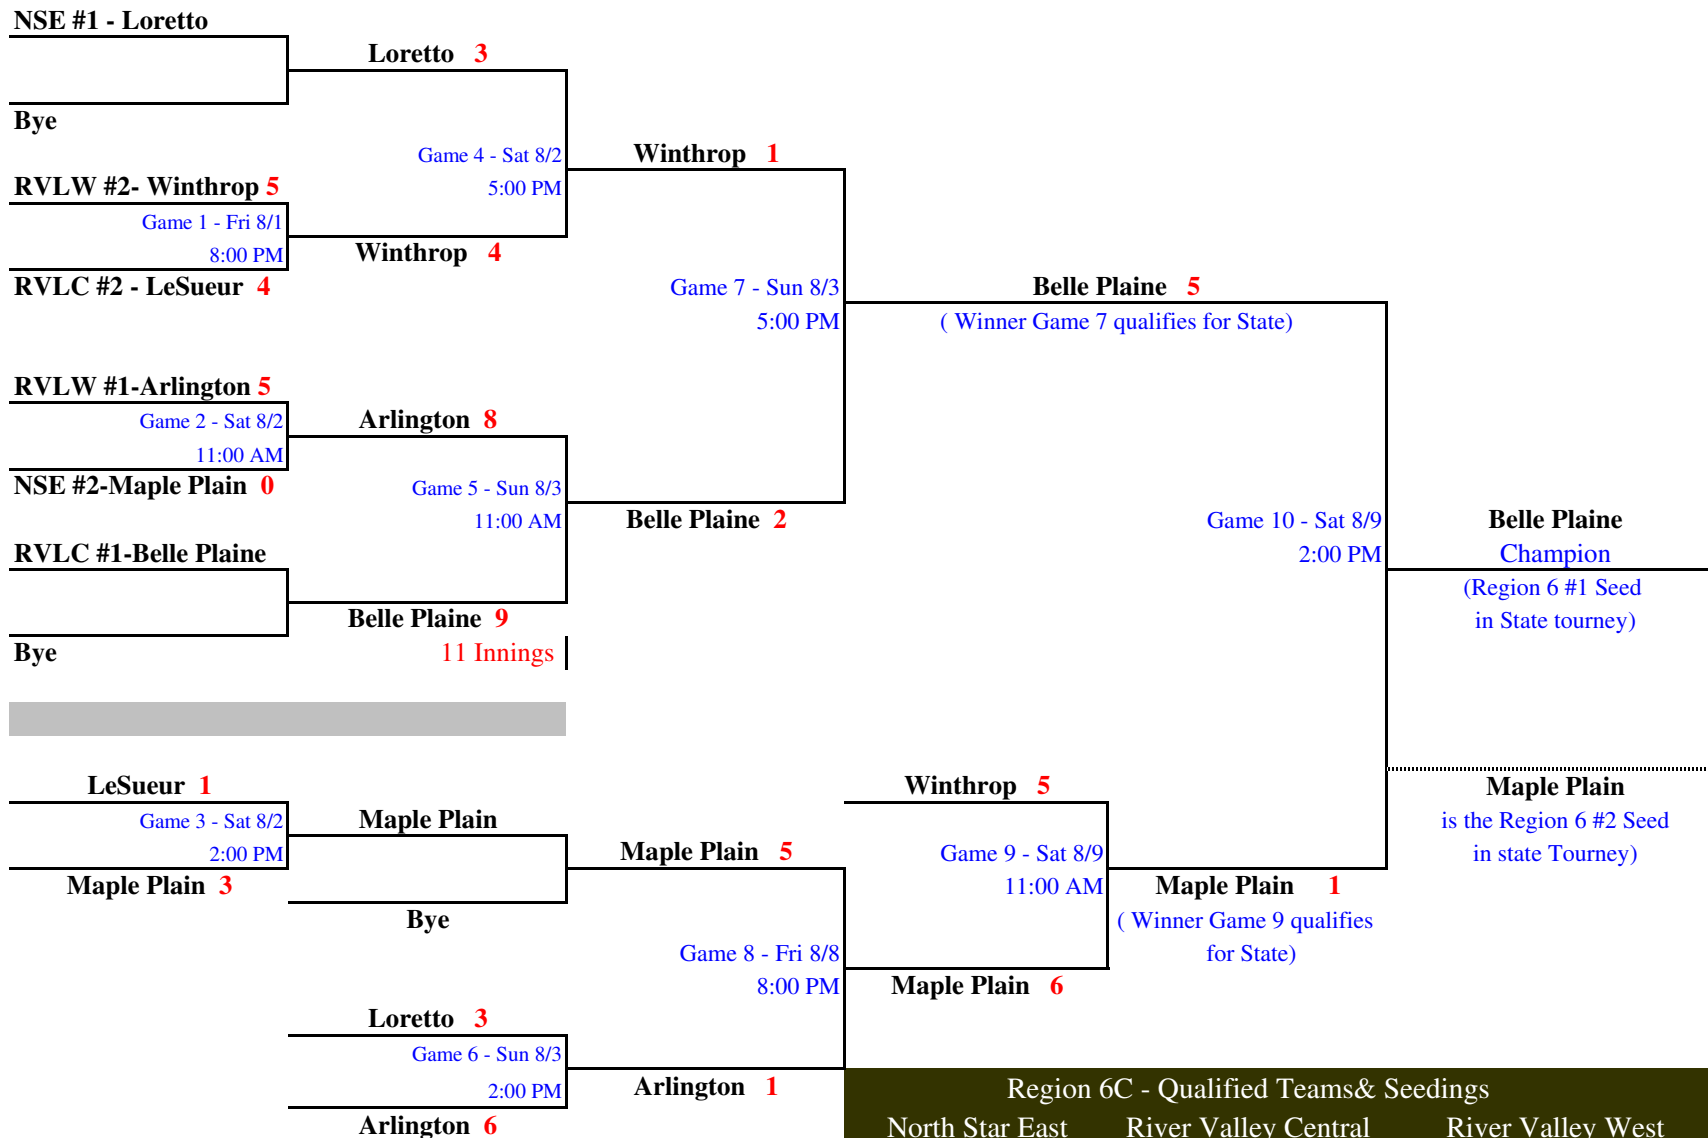 NSE #1 - Loretto
Loretto 3
Bye
Game 4 - Sat 8/2
5:00 PM
Winthrop 1
RVLW #2- Winthrop 5
Game 1 - Fri 8/1
8:00 PM
Winthrop 4
RVLC #2 - LeSueur 4
Game 7 - Sun 8/3
5:00 PM
Belle Plaine 5
( Winner Game 7 qualifies for State)
RVLW #1-Arlington 5
Game 2 - Sat 8/2
11:00 AM
Arlington 8
NSE #2-Maple Plain 0
Game 5 - Sun 8/3
11:00 AM
Belle Plaine 2
Game 10 - Sat 8/9
2:00 PM
Belle Plaine
Champion
(Region 6 #1 Seed
in State tourney)
RVLC #1-Belle Plaine
Belle Plaine 9
11 Innings
Bye
LeSueur 1
Game 3 - Sat 8/2
2:00 PM
Maple Plain 3
Maple Plain
Bye
Maple Plain 5
Winthrop 5
Game 9 - Sat 8/9
11:00 AM
Maple Plain 1
( Winner Game 9 qualifies
for State)
Maple Plain
is the Region 6 #2 Seed
in state Tourney)
Game 8 - Fri 8/8
8:00 PM
Maple Plain 6
Loretto 3
Game 6 - Sun 8/3
2:00 PM
Arlington 1
Arlington 6
Region 6C - Qualified Teams& Seedings
North Star East River Valley Central River Valley West